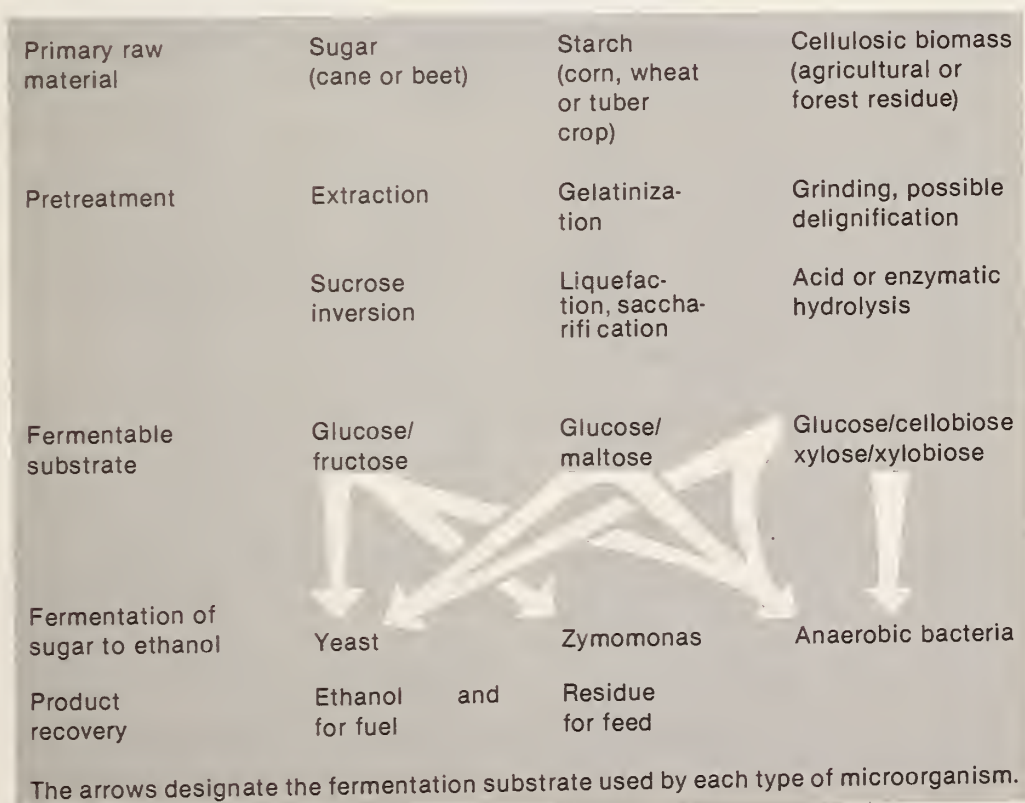 Primary raw
material
Sugar
(cane or beet)
Starch
(corn, wheat
or tuber
crop)
Cellulosic biomass
(agricultural or
forest residue)
Pretreatment
Extraction
Gelatiniza-
tion
Grinding, possible
delignification
Sucrose
inversion
Liquefac-
tion, saccha-
rifi cation
Acid or enzymatic
hydrolysis
Fermentable
substrate
Glucose/
fructose
Glucose/
maltose
Glucose/cellobiose
xylose/xylobiose
Fermentation of
sugar to ethanol
Yeast
Zymomonas
Anaerobic bacteria
Product
recovery
Ethanol and
for fuel
Residue
for feed
The arrows designate the fermentation substrate used by each type of microorganism.